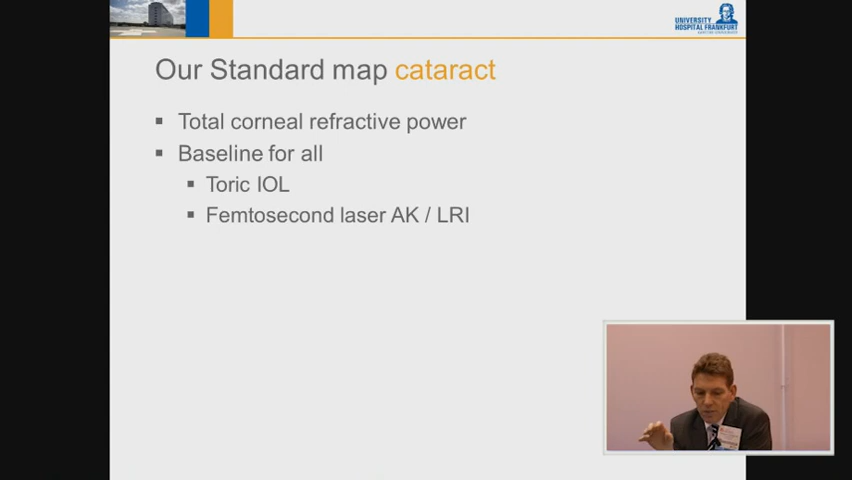 UNIVERSITY
HOSPITAL FRANKFURT
Our Standard map cataract
▪ Total corneal refractive power
▪ Baseline for all
▪ Toric IOL
▪ Femtosecond laser AK / LRI